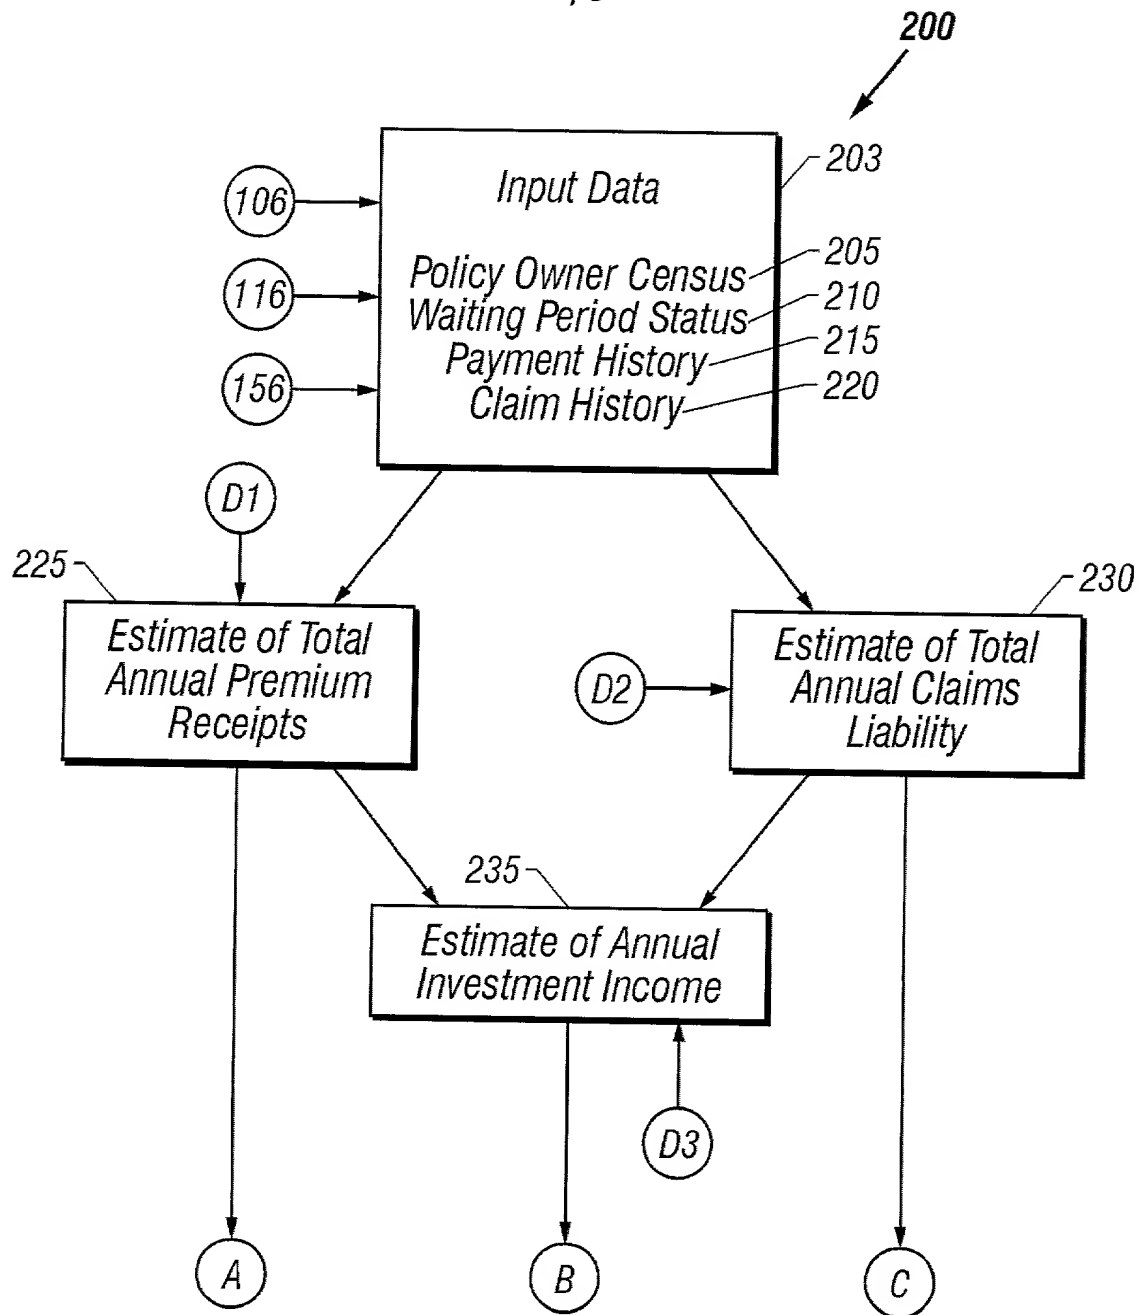 200
203
106
Input Data
116
Policy Owner Census
205
Waiting Period Status
210
Payment History
215
156
Claim History
220
D1
225
230
Estimate of Total
Annual Premium
Receipts
D2
Estimate of Total
Annual Claims
Liability
235
Estimate of Annual
Investment Income
D3
A
B
C